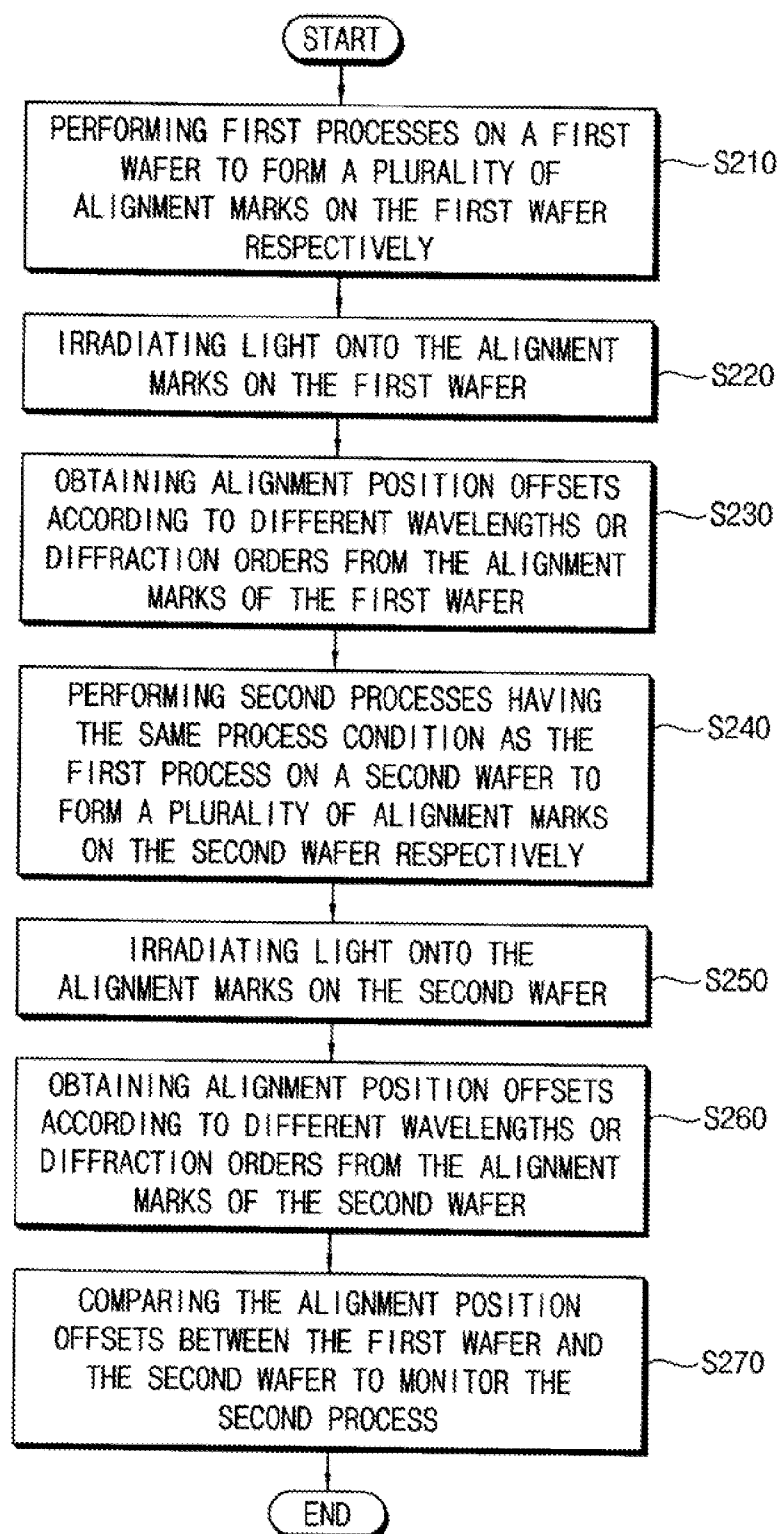 START
PERFORMING FIRST PROCESSES ON A FIRST
WAFER TO FORM A PLURALITY OF
ALIGNMENT MARKS ON THE FIRST WAFER
RESPECTIVELY
S210
IRRADIATING LIGHT ONTO THE ALIGNMENT
MARKS ON THE FIRST WAFER
S220
OBTAINING ALIGNMENT POSITION OFFSETS
ACCORDING TO DIFFERENT WAVELENGTHS OR
DIFFRACTION ORDERS FROM THE ALIGNMENT
MARKS OF THE FIRST WAFER
S230
PERFORMING SECOND PROCESSES HAVING
THE SAME PROCESS CONDITION AS THE
FIRST PROCESS ON A SECOND WAFER TO
FORM A PLURALITY OF ALIGNMENT MARKS
ON THE SECOND WAFER RESPECTIVELY
S240
IRRADIATING LIGHT ONTO THE
ALIGNMENT MARKS ON THE SECOND WAFER
S250
OBTAINING ALIGNMENT POSITION OFFSETS
ACCORDING TO DIFFERENT WAVELENGTHS OR
DIFFRACTION ORDERS FROM THE ALIGNMENT
MARKS OF THE SECOND WAFER
S260
COMPARING THE ALIGNMENT POSITION
OFFSETS BETWEEN THE FIRST WAFER AND
THE SECOND WAFER TO MONITOR THE
SECOND PROCESS
S270
END